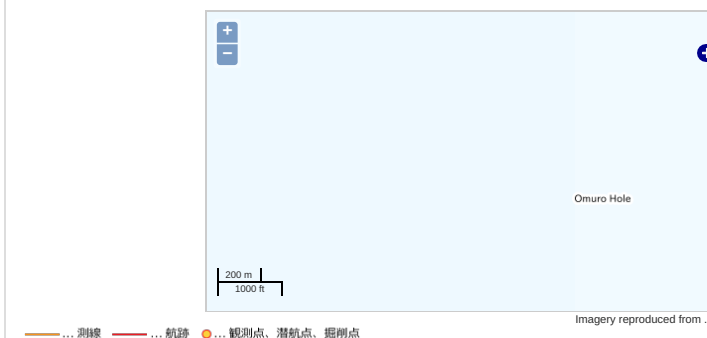 +
−
Omuro Hole
200 m
1000 ft
Imagery reproduced from .
... 測線 ... 航跡 ... 観測点、潜航点、掘削点